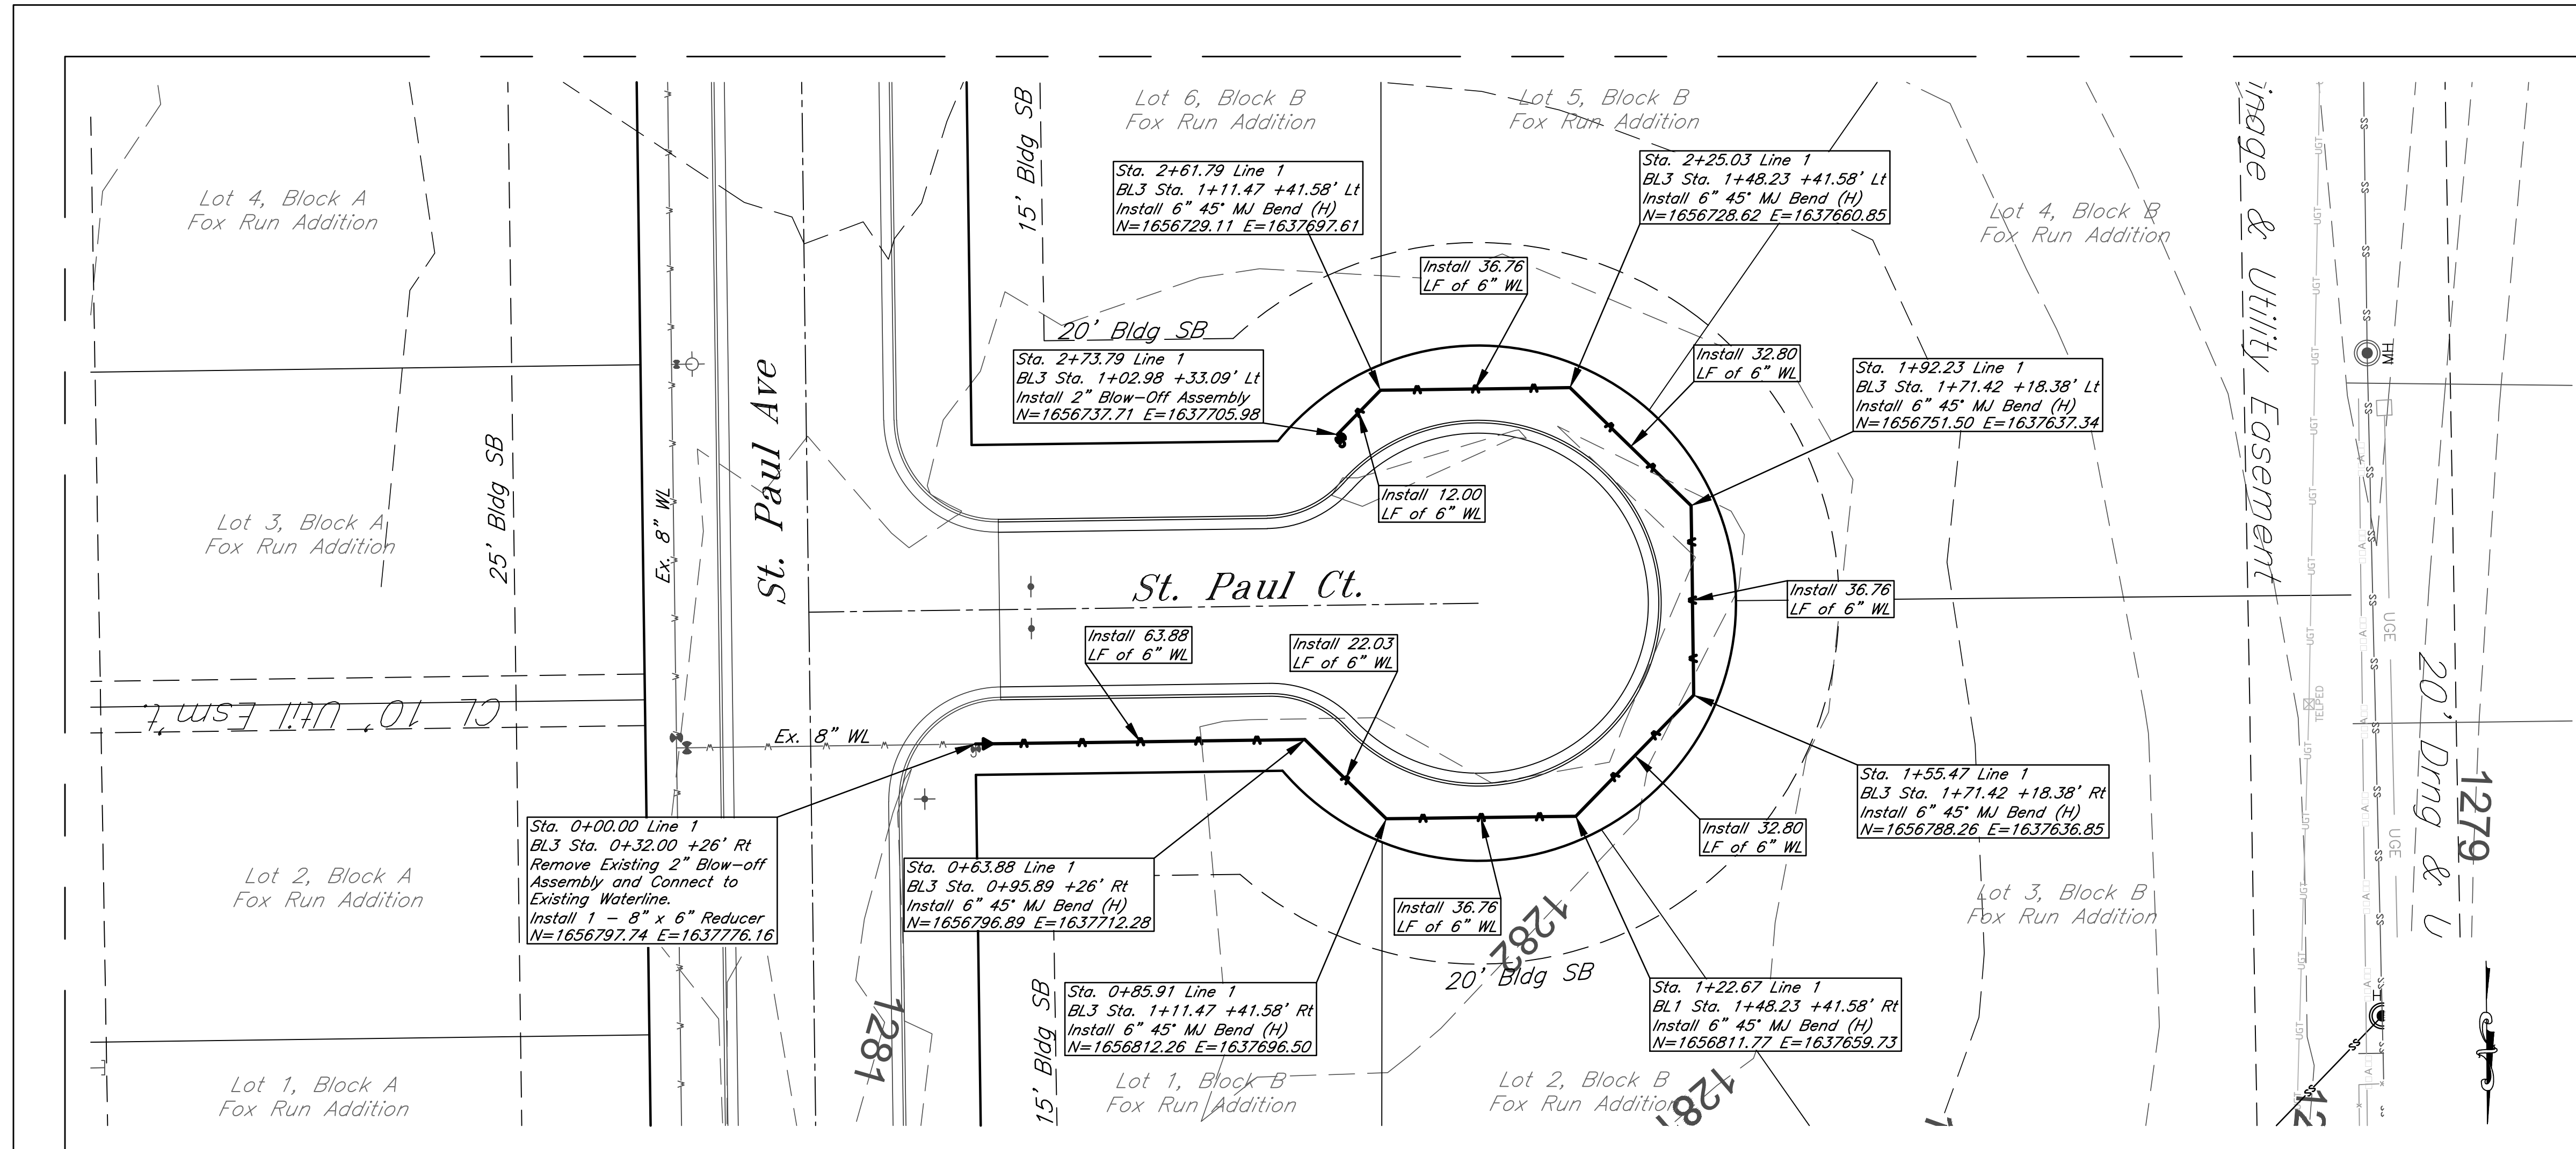 Lot 4, Block A
Fox Run Addition
Lot 3, Block A
Fox Run Addition
25' Bldg SB
Ex. 8" WL
St. Paul Ave
CL 10' Util Esm't.
Lot 2, Block A
Fox Run Addition
Lot 1, Block A
Fox Run Addition
15' Bldg SB
Lot 6, Block B
Fox Run Addition
Lot 5, Block B
Fox Run Addition
Lot 4, Block B
Fox Run Addition
Sta. 2+61.79 Line 1
BL3 Sta. 1+11.47 +41.58' Lt
Install 6" 45° MJ Bend (H)
N=1656729.11 E=1637697.61
Sta. 2+25.03 Line 1
BL3 Sta. 1+48.23 +41.58' Lt
Install 6" 45° MJ Bend (H)
N=1656728.62 E=1637660.85
Install 36.76
LF of 6" WL
20' Bldg SB
Sta. 2+73.79 Line 1
BL3 Sta. 1+02.98 +33.09' Lt
Install 2" Blow-Off Assembly
N=1656737.71 E=1637705.98
Install 32.80
LF of 6" WL
Sta. 1+92.23 Line 1
BL3 Sta. 1+71.42 +18.38' Lt
Install 6" 45° MJ Bend (H)
N=1656751.50 E=1637637.34
Install 12.00
LF of 6" WL
St. Paul Ct.
Install 36.76
LF of 6" WL
Install 63.88
LF of 6" WL
Install 22.03
LF of 6" WL
Ex. 8" WL
Sta. 0+00.00 Line 1
BL3 Sta. 0+32.00 +26' Rt
Remove Existing 2" Blow-off
Assembly and Connect to
Existing Waterline.
Install 1 - 8" x 6" Reducer
N=1656797.74 E=1637776.16
Sta. 0+63.88 Line 1
BL3 Sta. 0+95.89 +26' Rt
Install 6" 45° MJ Bend (H)
N=1656796.89 E=1637712.28
Sta. 1+55.47 Line 1
BL3 Sta. 1+71.42 +18.38' Rt
Install 6" 45° MJ Bend (H)
N=1656788.26 E=1637636.85
Install 32.80
LF of 6" WL
Install 36.76
LF of 6" WL
1282
20' Bldg SB
Sta. 0+85.91 Line 1
BL3 Sta. 1+11.47 +41.58' Rt
Install 6" 45° MJ Bend (H)
N=1656812.26 E=1637696.50
Sta. 1+22.67 Line 1
BL1 Sta. 1+48.23 +41.58' Rt
Install 6" 45° MJ Bend (H)
N=1656811.77 E=1637659.73
Lot 3, Block B
Fox Run Addition
1281
15' Bldg SB
Lot 1, Block B
Fox Run Addition
Lot 2, Block B
Fox Run Addition
1281
inage & Utility Easement
UGT
SS
MH
UGE
TELPED
UGE
20' Drng & U
1279
12